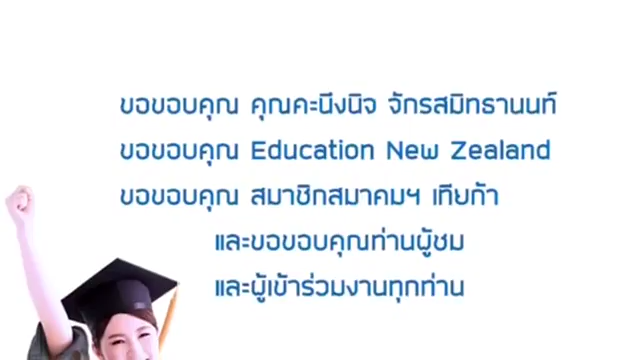 ขอขอบคุณ คุณคะนึงนิจ จักรสมิทธานนท์
ขอขอบคุณ Education New Zealand
ขอขอบคุณ สมาชิกสมาคมฯ เทียก้า
และขอขอบคุณท่านผู้ชม
และผู้เข้าร่วมงานทุกท่าน